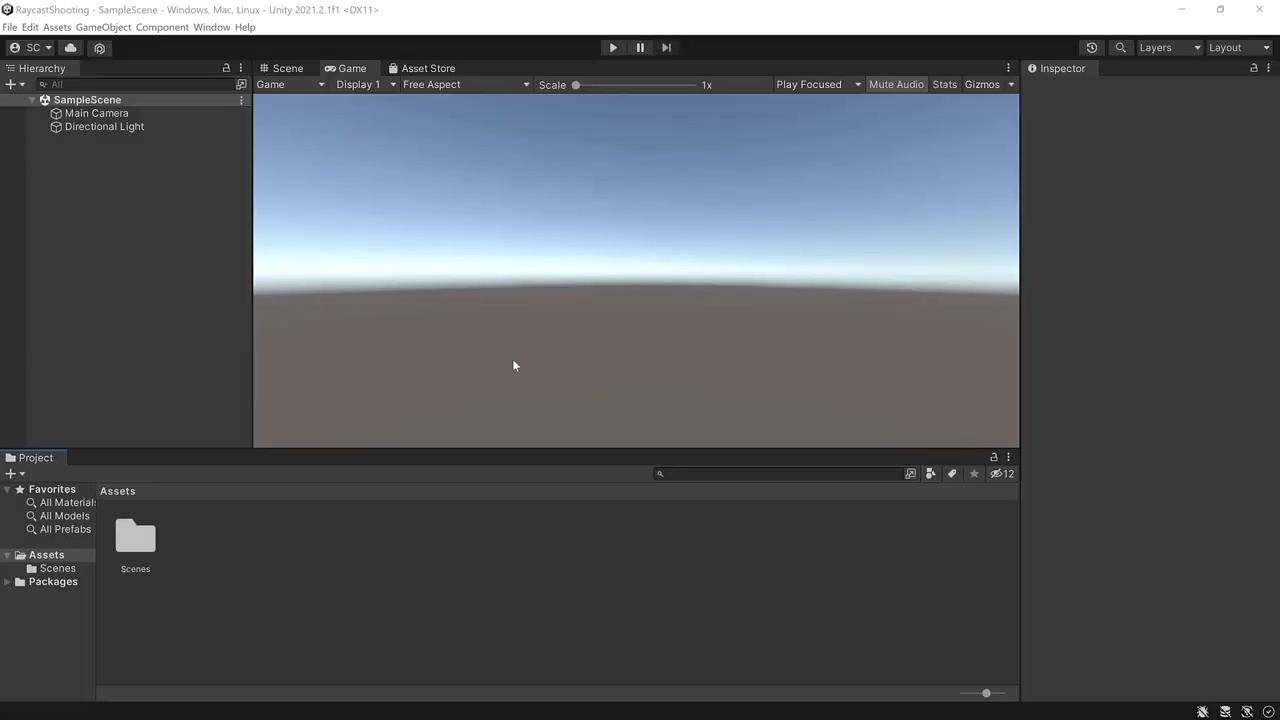 RaycastShooting - SampleScene - Windows, Mac, Linux - Unity 2021.2.1f1 <DX11>
File Edit Assets GameObject Component Window Help
SC Layers Layout
Hierarchy Scene Game Asset Store Inspector
All Game Display 1 Free Aspect Scale 1x Play Focused Mute Audio Stats Gizmos
SampleScene
Main Camera
Directional Light
Project
12
Favorites Assets
All Material
All Models
All Prefabs
Assets
Scenes Scenes
Packages